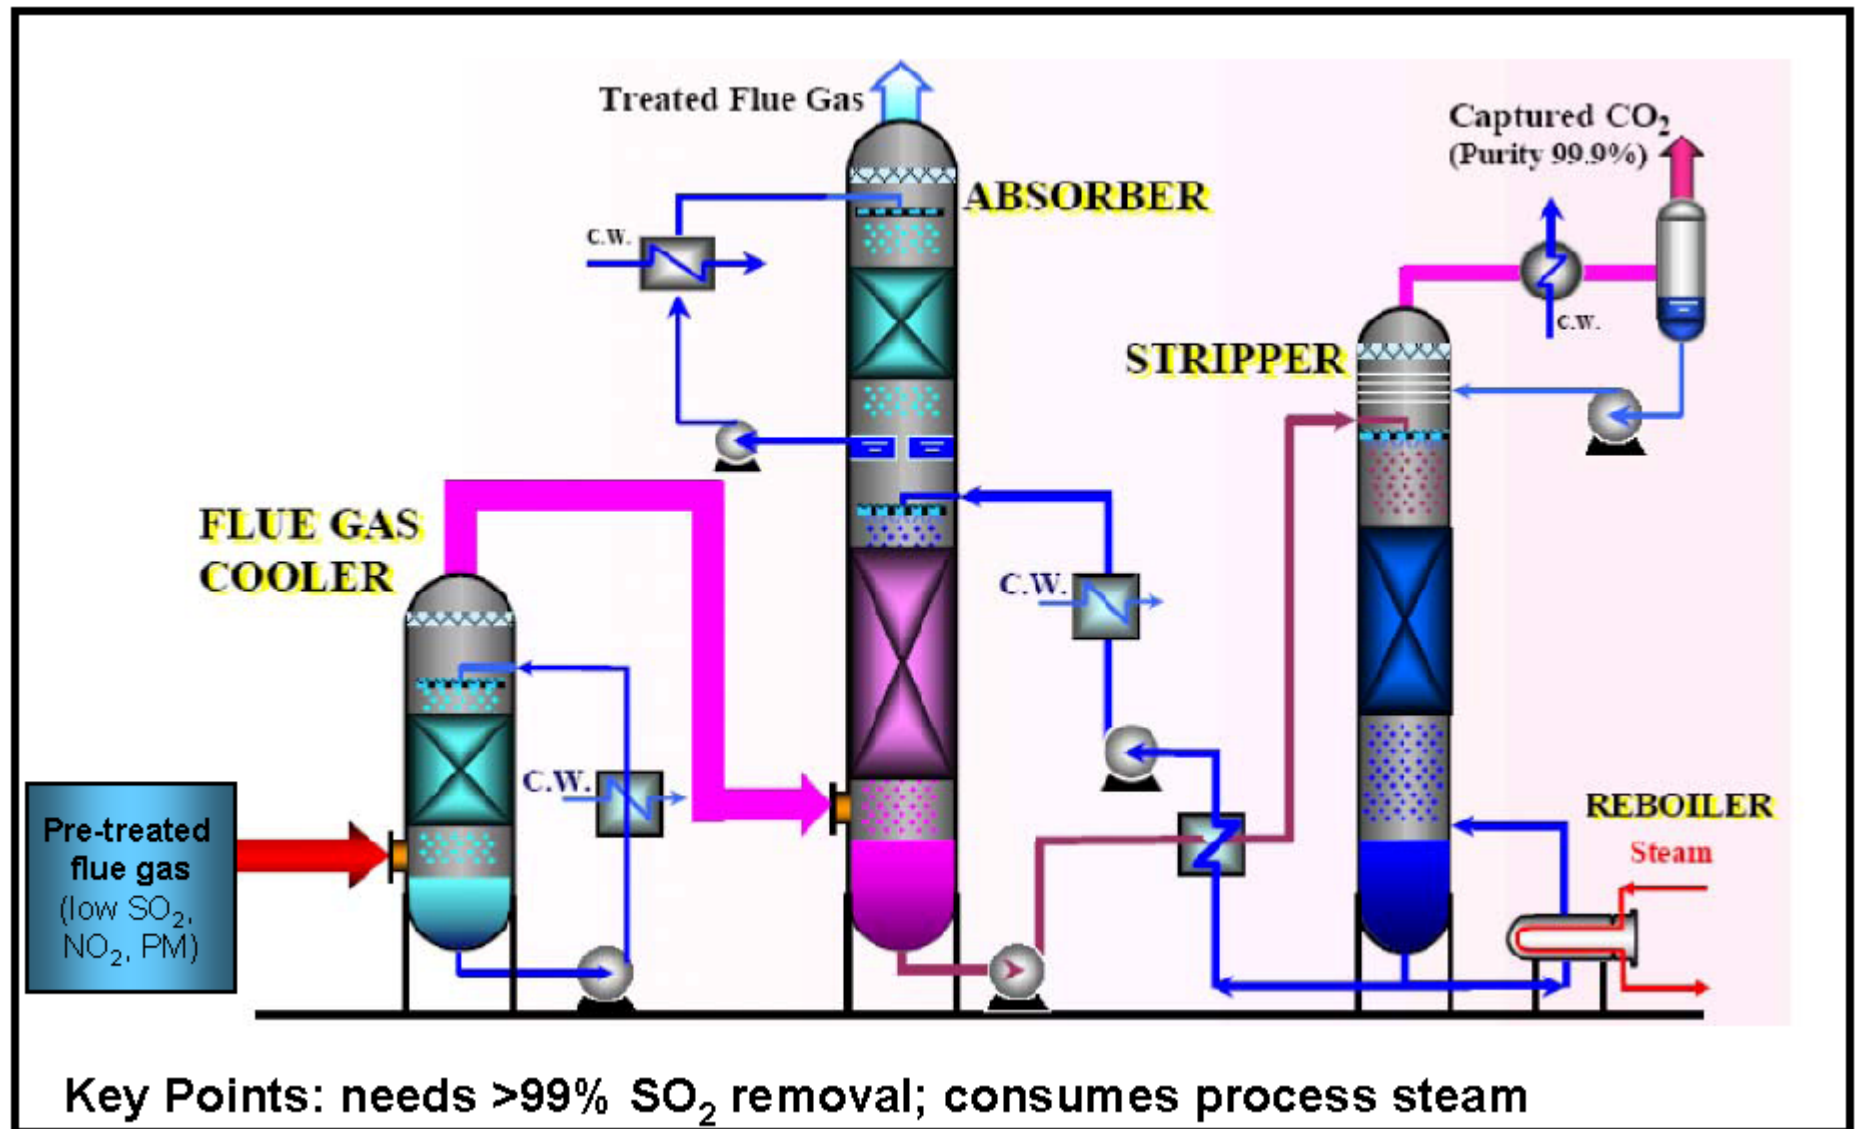 Treated Flue Gas
Captured CO₂
(Purity 99.9%)
ABSORBER
C.W.
C.W.
STRIPPER
FLUE GAS
COOLER
C.W.
C.W.
REBOILER
Steam
Pre-treated
flue gas
(low SO₂,
NO₂, PM)
Key Points: needs >99% SO₂ removal; consumes process steam